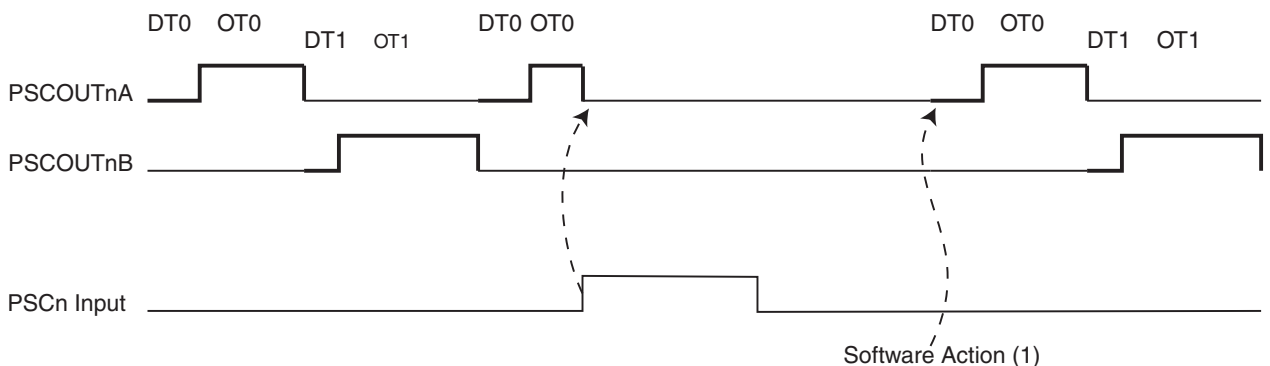 DT0 OT0 DT0 OT0 DT0 OT0
DT1 OT1 DT1 OT1
PSCOUTnA
PSCOUTnB
PSCn Input
Software Action (1)